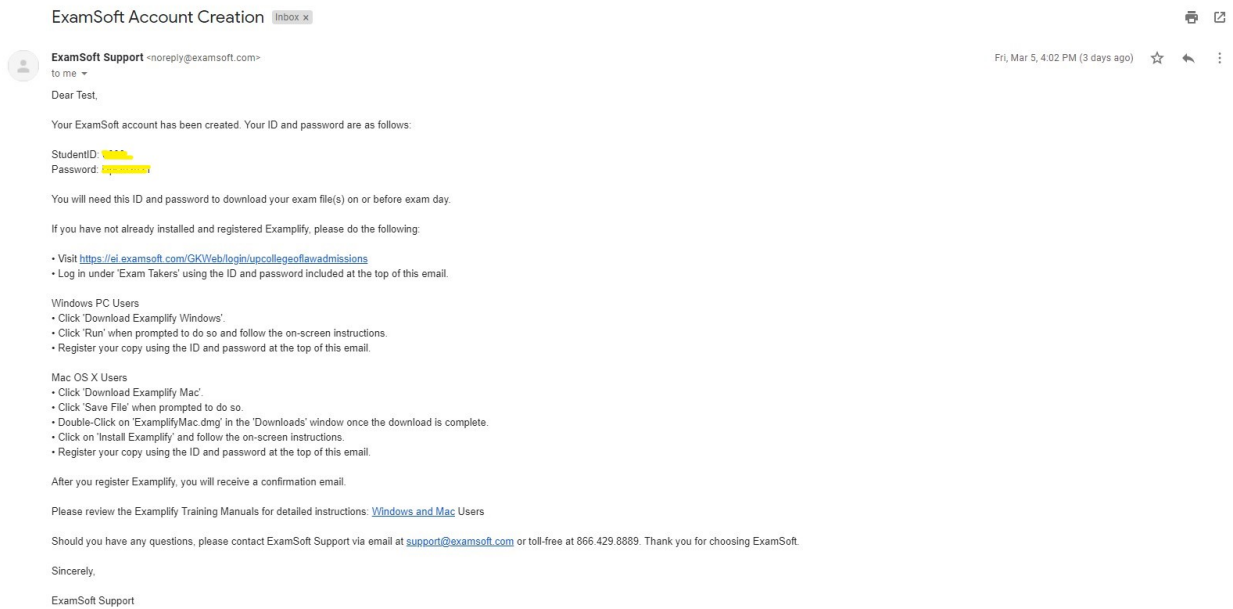 ExamSoft Account Creation Inbox x
ExamSoft Support <noreply@examsoft.com> Fri, Mar 5, 4:02 PM (3 days ago)
to me
Dear Test,
Your ExamSoft account has been created. Your ID and password are as follows:
StudentID:
Password:
You will need this ID and password to download your exam file(s) on or before exam day.
If you have not already installed and registered Examplify, please do the following:
• Visit https://ei.examsoft.com/GKWeb/login/upcollegeoflawadmissions
• Log in under 'Exam Takers' using the ID and password included at the top of this email.
Windows PC Users
• Click 'Download Examplify Windows'.
• Click 'Run' when prompted to do so and follow the on-screen instructions.
• Register your copy using the ID and password at the top of this email.
Mac OS X Users
• Click 'Download Examplify Mac'.
• Click 'Save File' when prompted to do so.
• Double-Click on 'ExamplifyMac.dmg' in the 'Downloads' window once the download is complete.
• Click on 'Install Examplify' and follow the on-screen instructions.
• Register your copy using the ID and password at the top of this email.
After you register Examplify, you will receive a confirmation email.
Please review the Examplify Training Manuals for detailed instructions: Windows and Mac Users
Should you have any questions, please contact ExamSoft Support via email at support@examsoft.com or toll-free at 866.429.8889. Thank you for choosing ExamSoft.
Sincerely,
ExamSoft Support